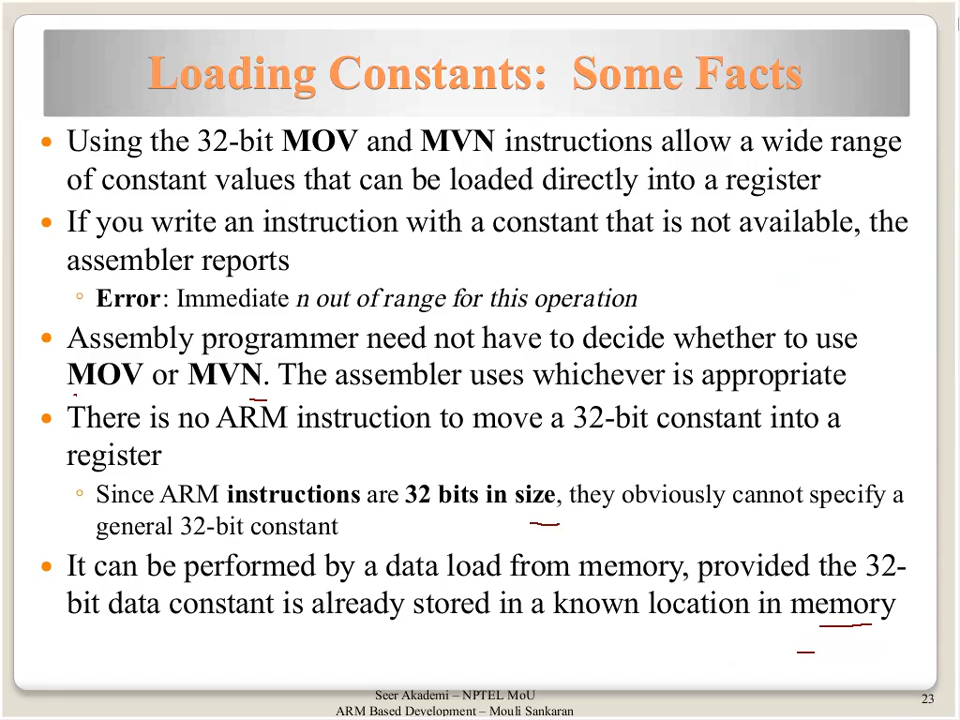 Loading Constants: Some Facts
• Using the 32-bit MOV and MVN instructions allow a wide range
of constant values that can be loaded directly into a register
• If you write an instruction with a constant that is not available, the
assembler reports
◦ Error: Immediate n out of range for this operation
• Assembly programmer need not have to decide whether to use
MOV or MVN. The assembler uses whichever is appropriate
• There is no ARM instruction to move a 32-bit constant into a
register
◦ Since ARM instructions are 32 bits in size, they obviously cannot specify a
general 32-bit constant
• It can be performed by a data load from memory, provided the 32-
bit data constant is already stored in a known location in memory
Seer Akademi – NPTEL MoU
ARM Based Development – Mouli Sankaran
23